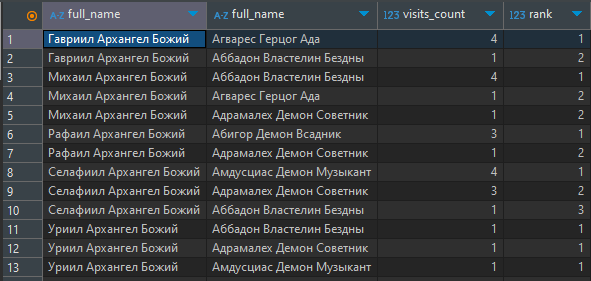 A-Z full_name A-Z full_name 123 visits_count 123 rank
1 Гавриил Архангел Божий Агварес Герцог Ада 4 1
2 Гавриил Архангел Божий Аббадон Властелин Бездны 1 2
3 Михаил Архангел Божий Аббадон Властелин Бездны 4 1
4 Михаил Архангел Божий Агварес Герцог Ада 1 2
5 Михаил Архангел Божий Адрамалех Демон Советник 1 2
6 Рафаил Архангел Божий Абигор Демон Всадник 3 1
7 Рафаил Архангел Божий Адрамалех Демон Советник 1 2
8 Селафиил Архангел Божий Амдусциас Демон Музыкант 4 1
9 Селафиил Архангел Божий Адрамалех Демон Советник 3 2
10 Селафиил Архангел Божий Аббадон Властелин Бездны 1 3
11 Уриил Архангел Божий Аббадон Властелин Бездны 1 1
12 Уриил Архангел Божий Адрамалех Демон Советник 1 1
13 Уриил Архангел Божий Амдусциас Демон Музыкант 1 1